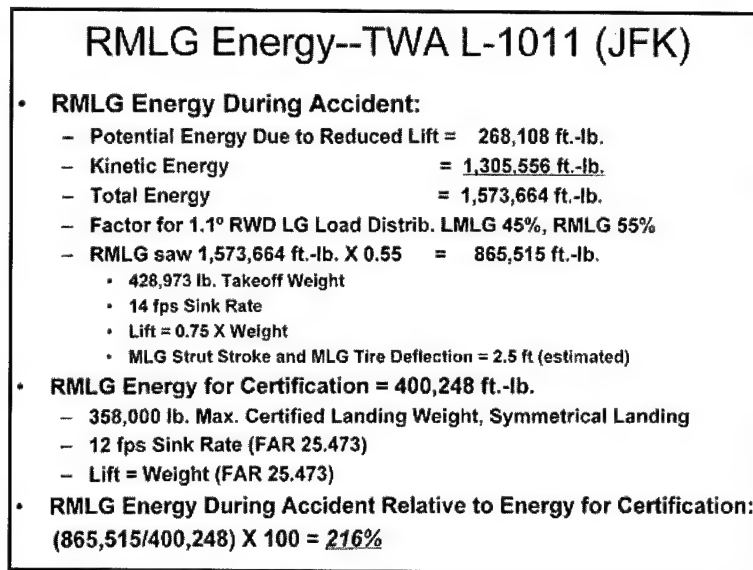 RMLG Energy--TWA L-1011 (JFK)
• RMLG Energy During Accident:
– Potential Energy Due to Reduced Lift = 268,108 ft.-lb.
– Kinetic Energy = 1,305,556 ft.-lb.
– Total Energy = 1,573,664 ft.-lb.
– Factor for 1.1º RWD LG Load Distrib. LMLG 45%, RMLG 55%
– RMLG saw 1,573,664 ft.-lb. X 0.55 = 865,515 ft.-lb.
• 428,973 lb. Takeoff Weight
• 14 fps Sink Rate
• Lift = 0.75 X Weight
• MLG Strut Stroke and MLG Tire Deflection = 2.5 ft (estimated)
• RMLG Energy for Certification = 400,248 ft.-lb.
– 358,000 lb. Max. Certified Landing Weight, Symmetrical Landing
– 12 fps Sink Rate (FAR 25.473)
– Lift = Weight (FAR 25.473)
• RMLG Energy During Accident Relative to Energy for Certification:
(865,515/400,248) X 100 = 216%